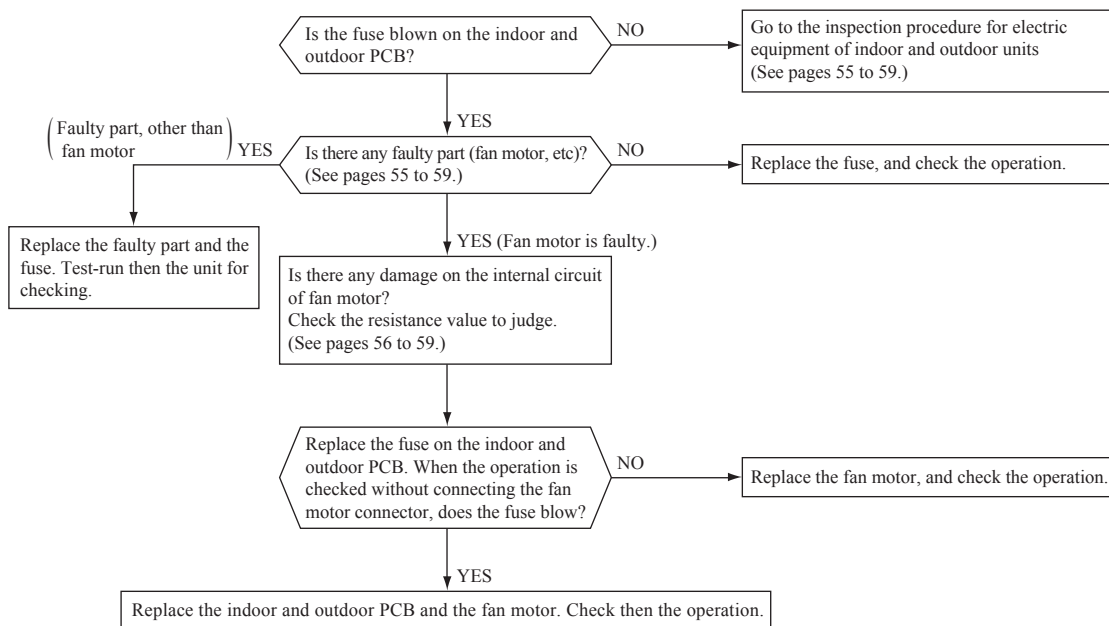 Is the fuse blown on the indoor and
outdoor PCB?
NO
Go to the inspection procedure for electric
equipment of indoor and outdoor units
(See pages 55 to 59.)
YES
(Faulty part, other than
fan motor)
YES
Is there any faulty part (fan motor, etc)?
(See pages 55 to 59.)
NO
Replace the fuse, and check the operation.
Replace the faulty part and the
fuse. Test-run then the unit for
checking.
YES (Fan motor is faulty.)
Is there any damage on the internal circuit
of fan motor?
Check the resistance value to judge.
(See pages 56 to 59.)
Replace the fuse on the indoor and
outdoor PCB. When the operation is
checked without connecting the fan
motor connector, does the fuse blow?
NO
Replace the fan motor, and check the operation.
YES
Replace the indoor and outdoor PCB and the fan motor. Check then the operation.